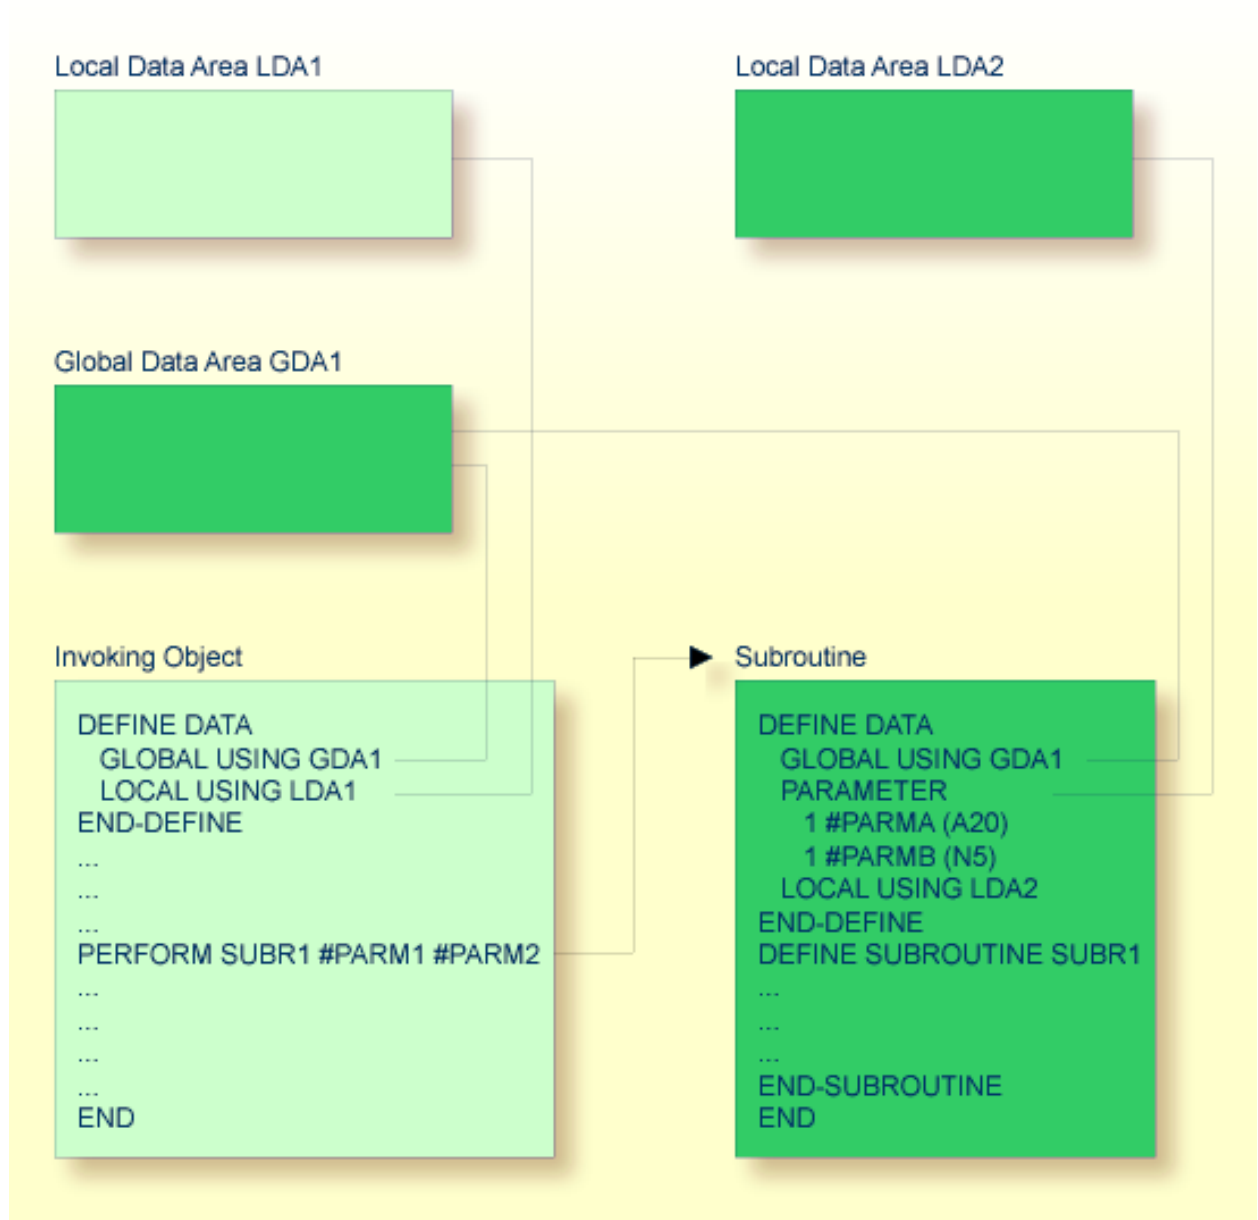 Local Data Area LDA1
Local Data Area LDA2
Global Data Area GDA1
Invoking Object
DEFINE DATA
GLOBAL USING GDA1
LOCAL USING LDA1
END-DEFINE
...
...
...
PERFORM SUBR1 #PARM1 #PARM2
...
...
...
...
END
Subroutine
DEFINE DATA
GLOBAL USING GDA1
PARAMETER
1 #PARMA (A20)
1 #PARMB (N5)
LOCAL USING LDA2
END-DEFINE
DEFINE SUBROUTINE SUBR1
...
...
...
END-SUBROUTINE
END